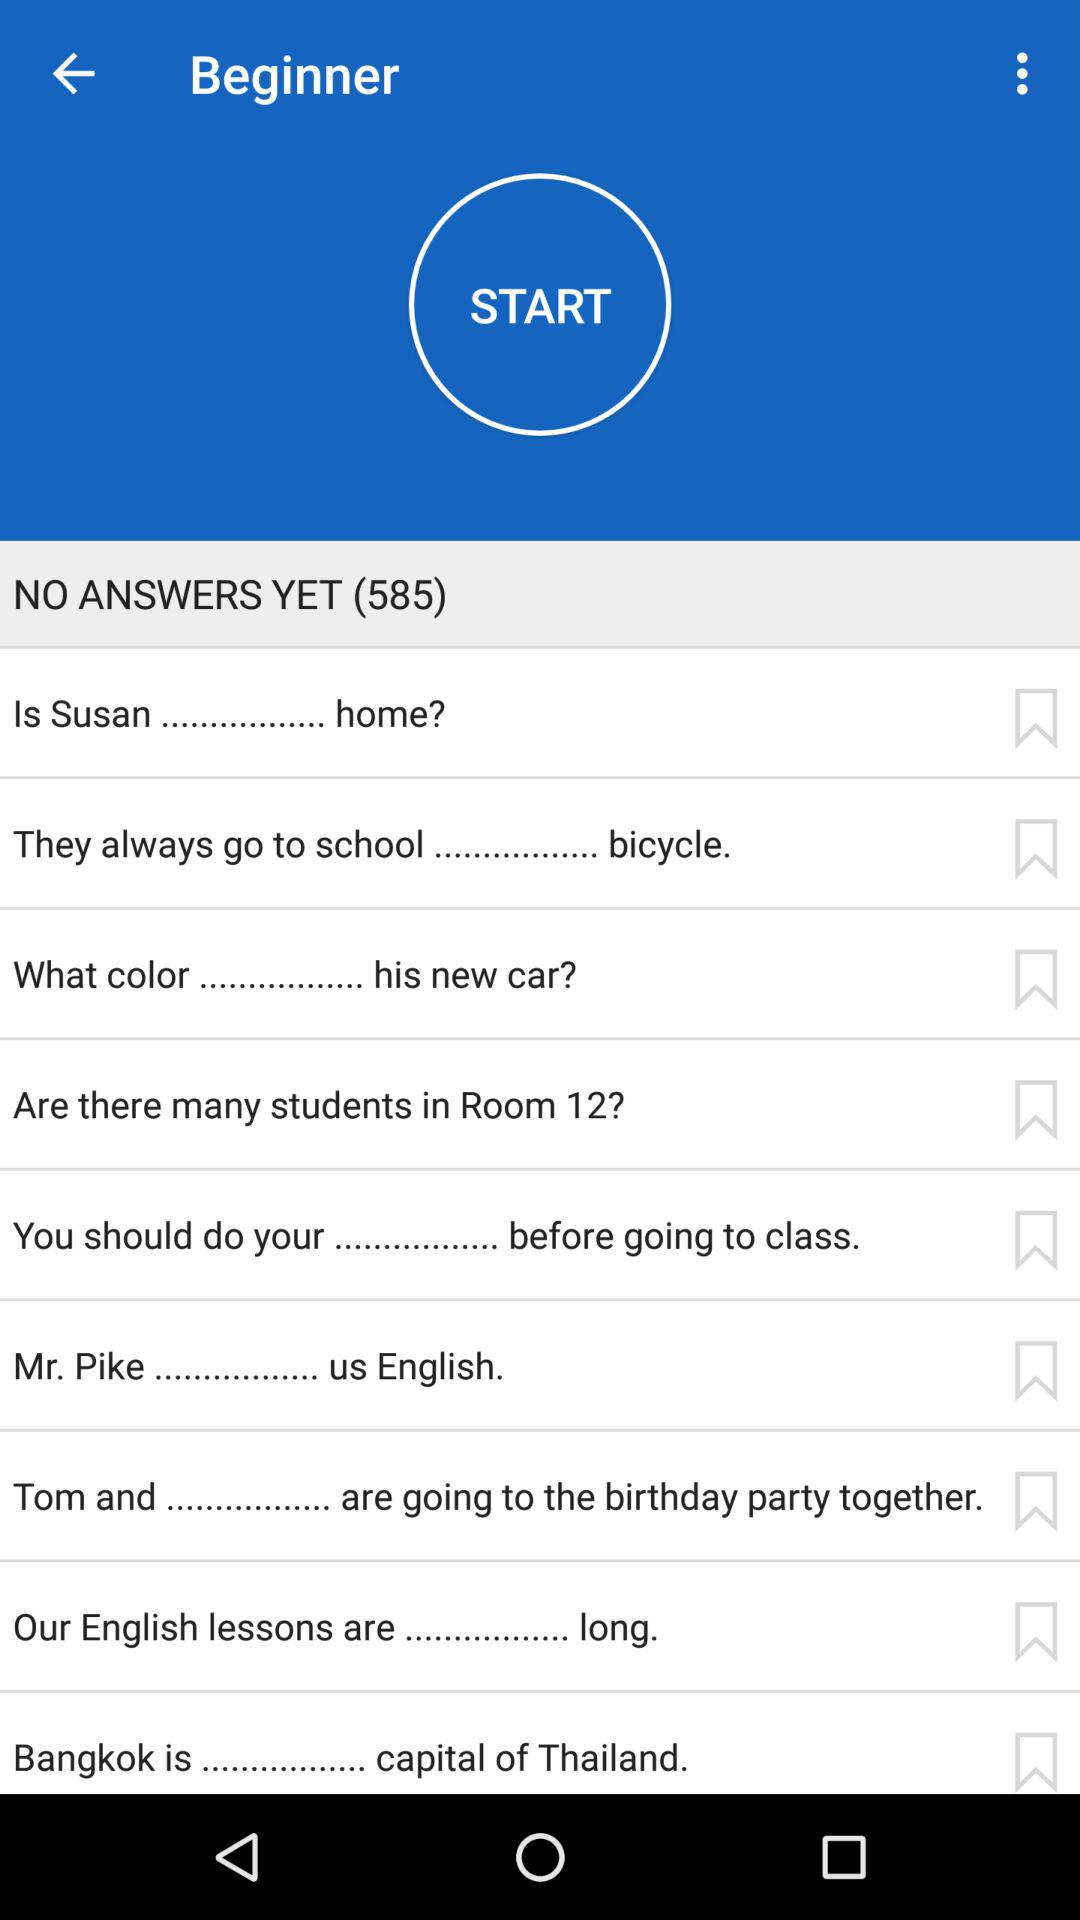 Beginner
START
NO ANSWERS YET (585)
Is Susan ................. home?
They always go to school ................. bicycle.
What color ................. his new car?
Are there many students in Room 12?
You should do your ................. before going to class.
Mr. Pike ................. us English.
Tom and ................. are going to the birthday party together.
Our English lessons are ................. long.
Bangkok is ................. capital of Thailand.